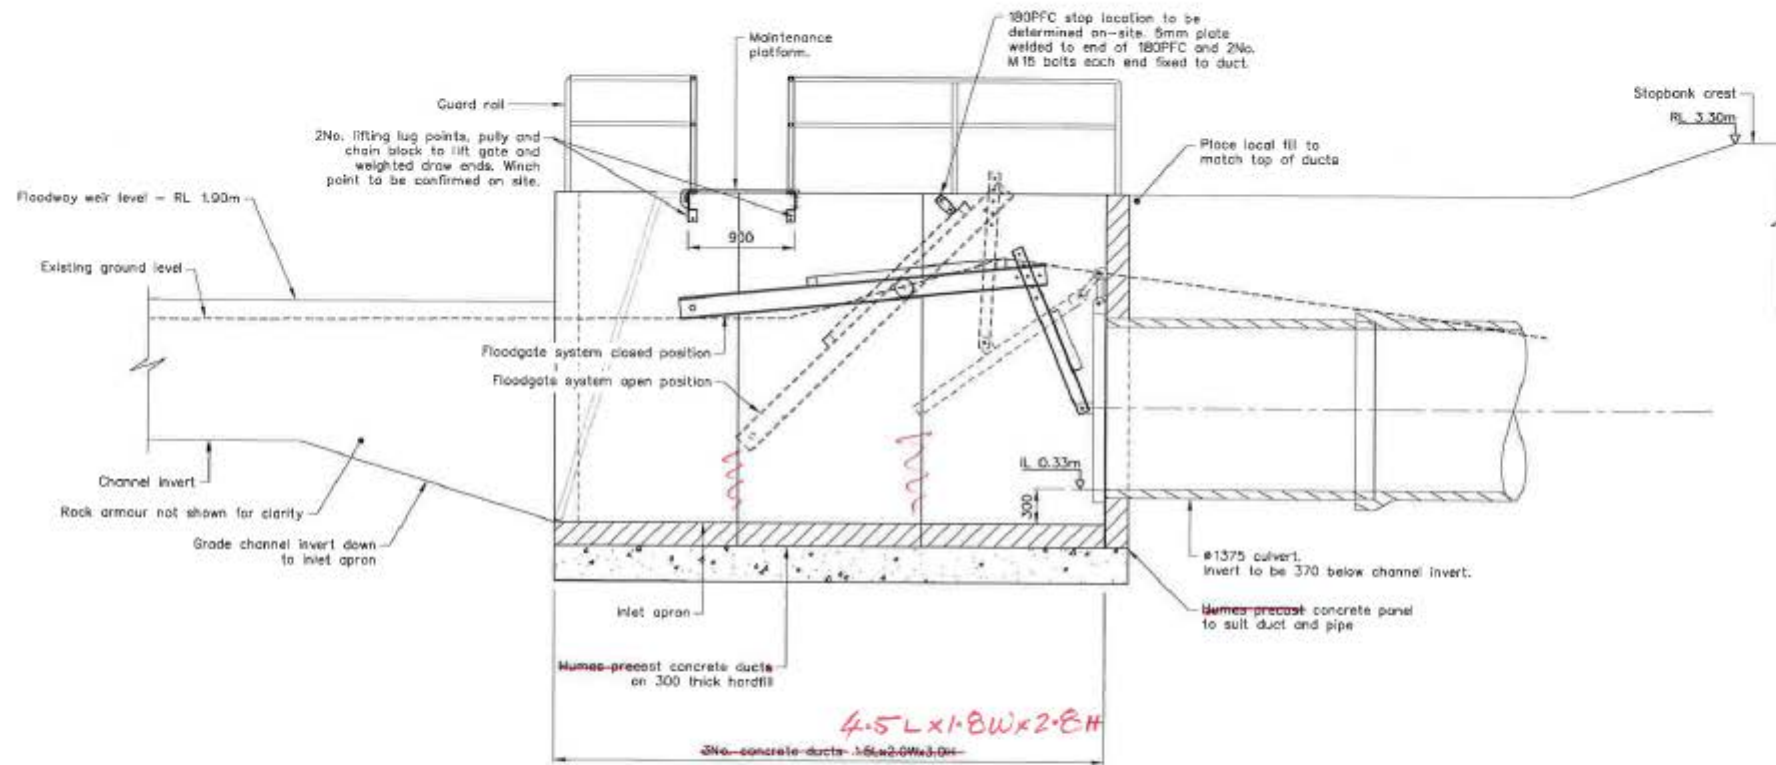 180PFC stop location to be
determined on-site. 6mm plate
welded to end of 180PFC and 2No.
M16 bolts each end fixed to duct.
Maintenance
platform.
Stopbank crest
RL 3.30m
Guard rail
2No. lifting lug points, pully and
chain block to lift gate and
weighted draw ends. Winch
point to be confirmed on site.
Place local fill to
match top of ducts
Floodway weir level - RL 1.90m
900
Existing ground level
Floodgate system closed position
Floodgate system open position
IL 0.33m
300
Channel invert
Rock armour not shown for clarity
Grade channel invert down
to inlet apron
Ø1375 culvert.
Invert to be 370 below channel invert.
Inlet apron
Humes precast concrete panel
to suit duct and pipe
Humes precast concrete ducts
on 300 thick hardfill
4.5L x 1.8W x 2.8H
3No. concrete ducts 1.5Lx2.0Wx3.0H